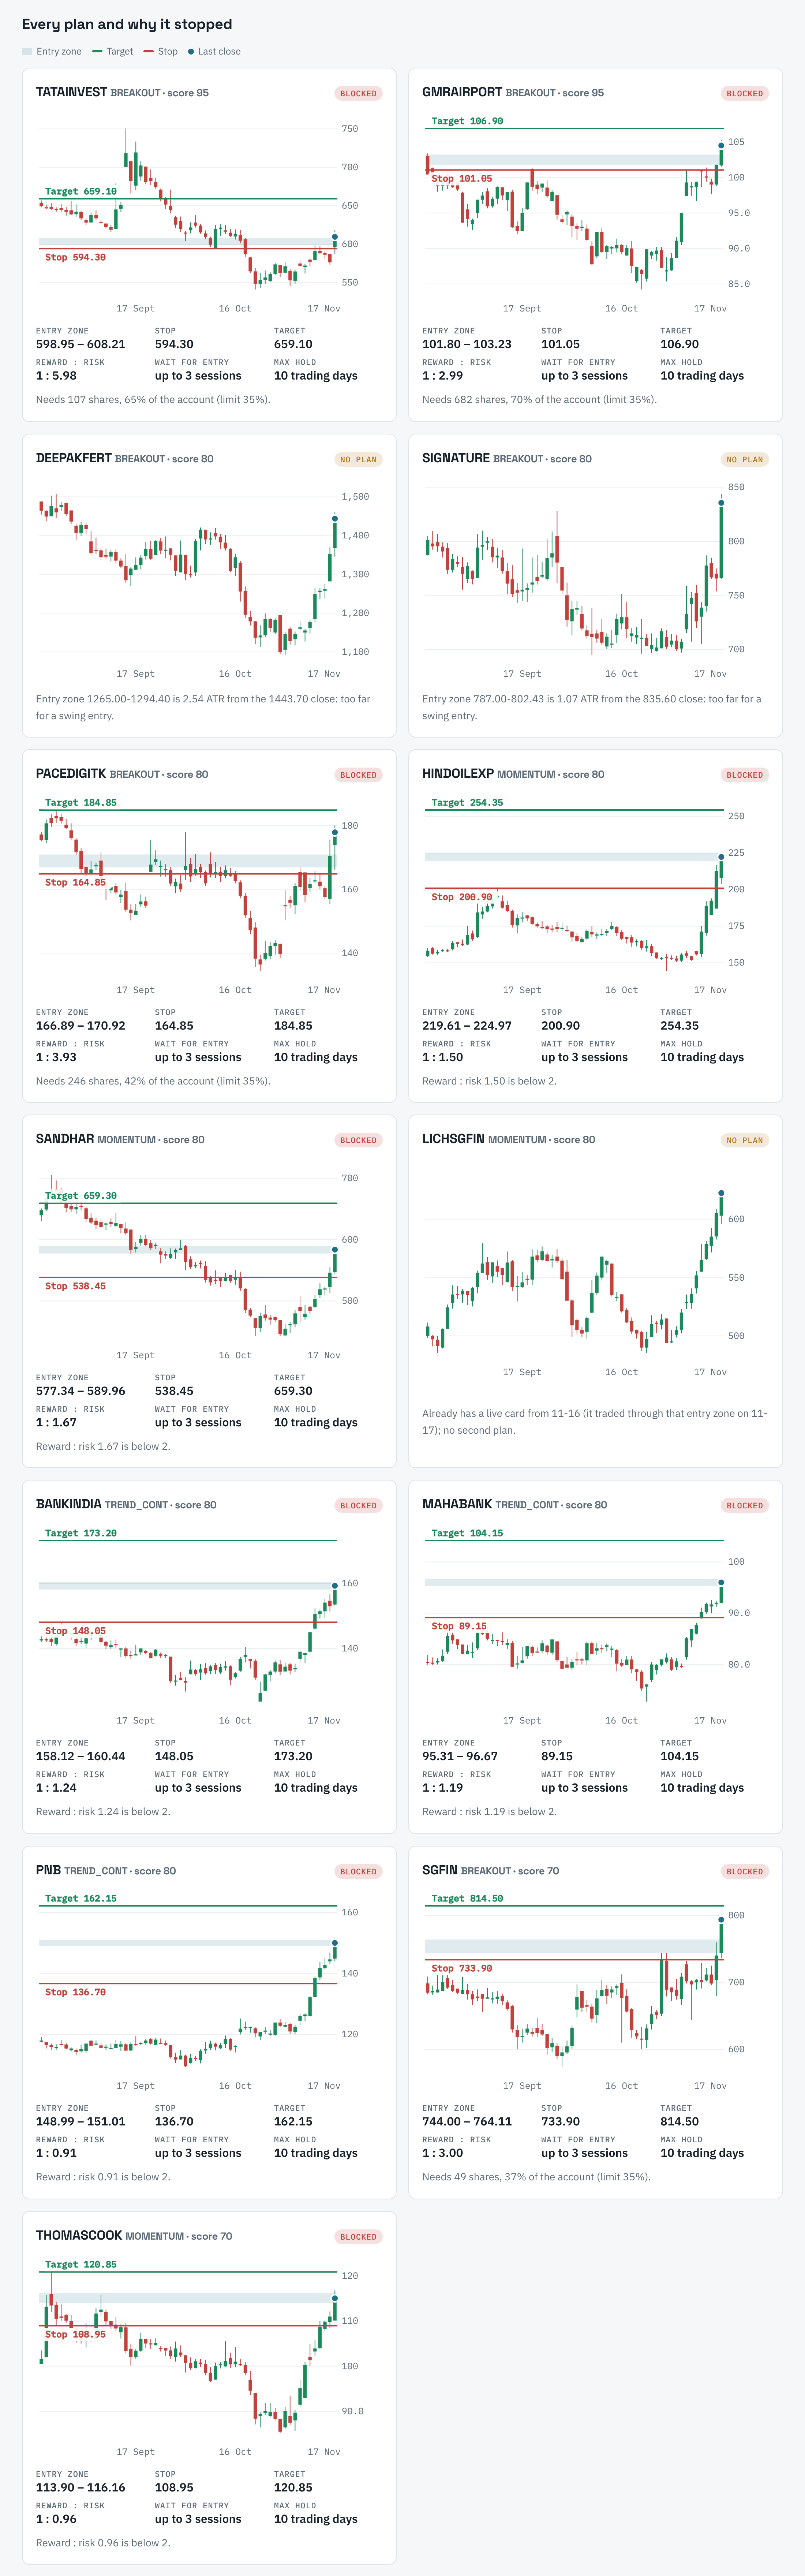 Every plan and why it stopped
Entry zone Target Stop Last close
TATAINVEST BREAKOUT · score 95 BLOCKED
750
700
Target 659.10
650
600
Stop 594.30
550
17 Sept 16 Oct 17 Nov
ENTRY ZONE STOP TARGET
598.95 – 608.21 594.30 659.10
REWARD : RISK WAIT FOR ENTRY MAX HOLD
1 : 5.98 up to 3 sessions 10 trading days
Needs 107 shares, 65% of the account (limit 35%).
GMRAIRPORT BREAKOUT · score 95 BLOCKED
Target 106.90
105
Stop 101.05
100
95.0
90.0
85.0
17 Sept 16 Oct 17 Nov
ENTRY ZONE STOP TARGET
101.80 – 103.23 101.05 106.90
REWARD : RISK WAIT FOR ENTRY MAX HOLD
1 : 2.99 up to 3 sessions 10 trading days
Needs 682 shares, 70% of the account (limit 35%).
DEEPAKFERT BREAKOUT · score 80 NO PLAN
1,500
1,400
1,300
1,200
1,100
17 Sept 16 Oct 17 Nov
Entry zone 1265.00-1294.40 is 2.54 ATR from the 1443.70 close: too far
for a swing entry.
SIGNATURE BREAKOUT · score 80 NO PLAN
850
800
750
700
17 Sept 16 Oct 17 Nov
Entry zone 787.00-802.43 is 1.07 ATR from the 835.60 close: too far for a
swing entry.
PACEDIGITK BREAKOUT · score 80 BLOCKED
Target 184.85
180
Stop 164.85
160
140
17 Sept 16 Oct 17 Nov
ENTRY ZONE STOP TARGET
166.89 – 170.92 164.85 184.85
REWARD : RISK WAIT FOR ENTRY MAX HOLD
1 : 3.93 up to 3 sessions 10 trading days
Needs 246 shares, 42% of the account (limit 35%).
HINDOILEXP MOMENTUM · score 80 BLOCKED
Target 254.35
250
225
200
Stop 200.90
175
150
17 Sept 16 Oct 17 Nov
ENTRY ZONE STOP TARGET
219.61 – 224.97 200.90 254.35
REWARD : RISK WAIT FOR ENTRY MAX HOLD
1 : 1.50 up to 3 sessions 10 trading days
Reward : risk 1.50 is below 2.
SANDHAR MOMENTUM · score 80 BLOCKED
700
Target 659.30
600
Stop 538.45
500
17 Sept 16 Oct 17 Nov
ENTRY ZONE STOP TARGET
577.34 – 589.96 538.45 659.30
REWARD : RISK WAIT FOR ENTRY MAX HOLD
1 : 1.67 up to 3 sessions 10 trading days
Reward : risk 1.67 is below 2.
LICHSGFIN MOMENTUM · score 80 NO PLAN
600
550
500
17 Sept 16 Oct 17 Nov
Already has a live card from 11-16 (it traded through that entry zone on 11-
17); no second plan.
BANKINDIA TREND_CONT · score 80 BLOCKED
Target 173.20
160
Stop 148.05
140
17 Sept 16 Oct 17 Nov
ENTRY ZONE STOP TARGET
158.12 – 160.44 148.05 173.20
REWARD : RISK WAIT FOR ENTRY MAX HOLD
1 : 1.24 up to 3 sessions 10 trading days
Reward : risk 1.24 is below 2.
MAHABANK TREND_CONT · score 80 BLOCKED
Target 104.15
100
90.0
Stop 89.15
80.0
17 Sept 16 Oct 17 Nov
ENTRY ZONE STOP TARGET
95.31 – 96.67 89.15 104.15
REWARD : RISK WAIT FOR ENTRY MAX HOLD
1 : 1.19 up to 3 sessions 10 trading days
Reward : risk 1.19 is below 2.
PNB TREND_CONT · score 80 BLOCKED
Target 162.15
160
140
Stop 136.70
120
17 Sept 16 Oct 17 Nov
ENTRY ZONE STOP TARGET
148.99 – 151.01 136.70 162.15
REWARD : RISK WAIT FOR ENTRY MAX HOLD
1 : 0.91 up to 3 sessions 10 trading days
Reward : risk 0.91 is below 2.
SGFIN BREAKOUT · score 70 BLOCKED
Target 814.50
800
Stop 733.90
700
600
17 Sept 16 Oct 17 Nov
ENTRY ZONE STOP TARGET
744.00 – 764.11 733.90 814.50
REWARD : RISK WAIT FOR ENTRY MAX HOLD
1 : 3.00 up to 3 sessions 10 trading days
Needs 49 shares, 37% of the account (limit 35%).
THOMASCOOK MOMENTUM · score 70 BLOCKED
Target 120.85
120
110
Stop 108.95
100
90.0
17 Sept 16 Oct 17 Nov
ENTRY ZONE STOP TARGET
113.90 – 116.16 108.95 120.85
REWARD : RISK WAIT FOR ENTRY MAX HOLD
1 : 0.96 up to 3 sessions 10 trading days
Reward : risk 0.96 is below 2.